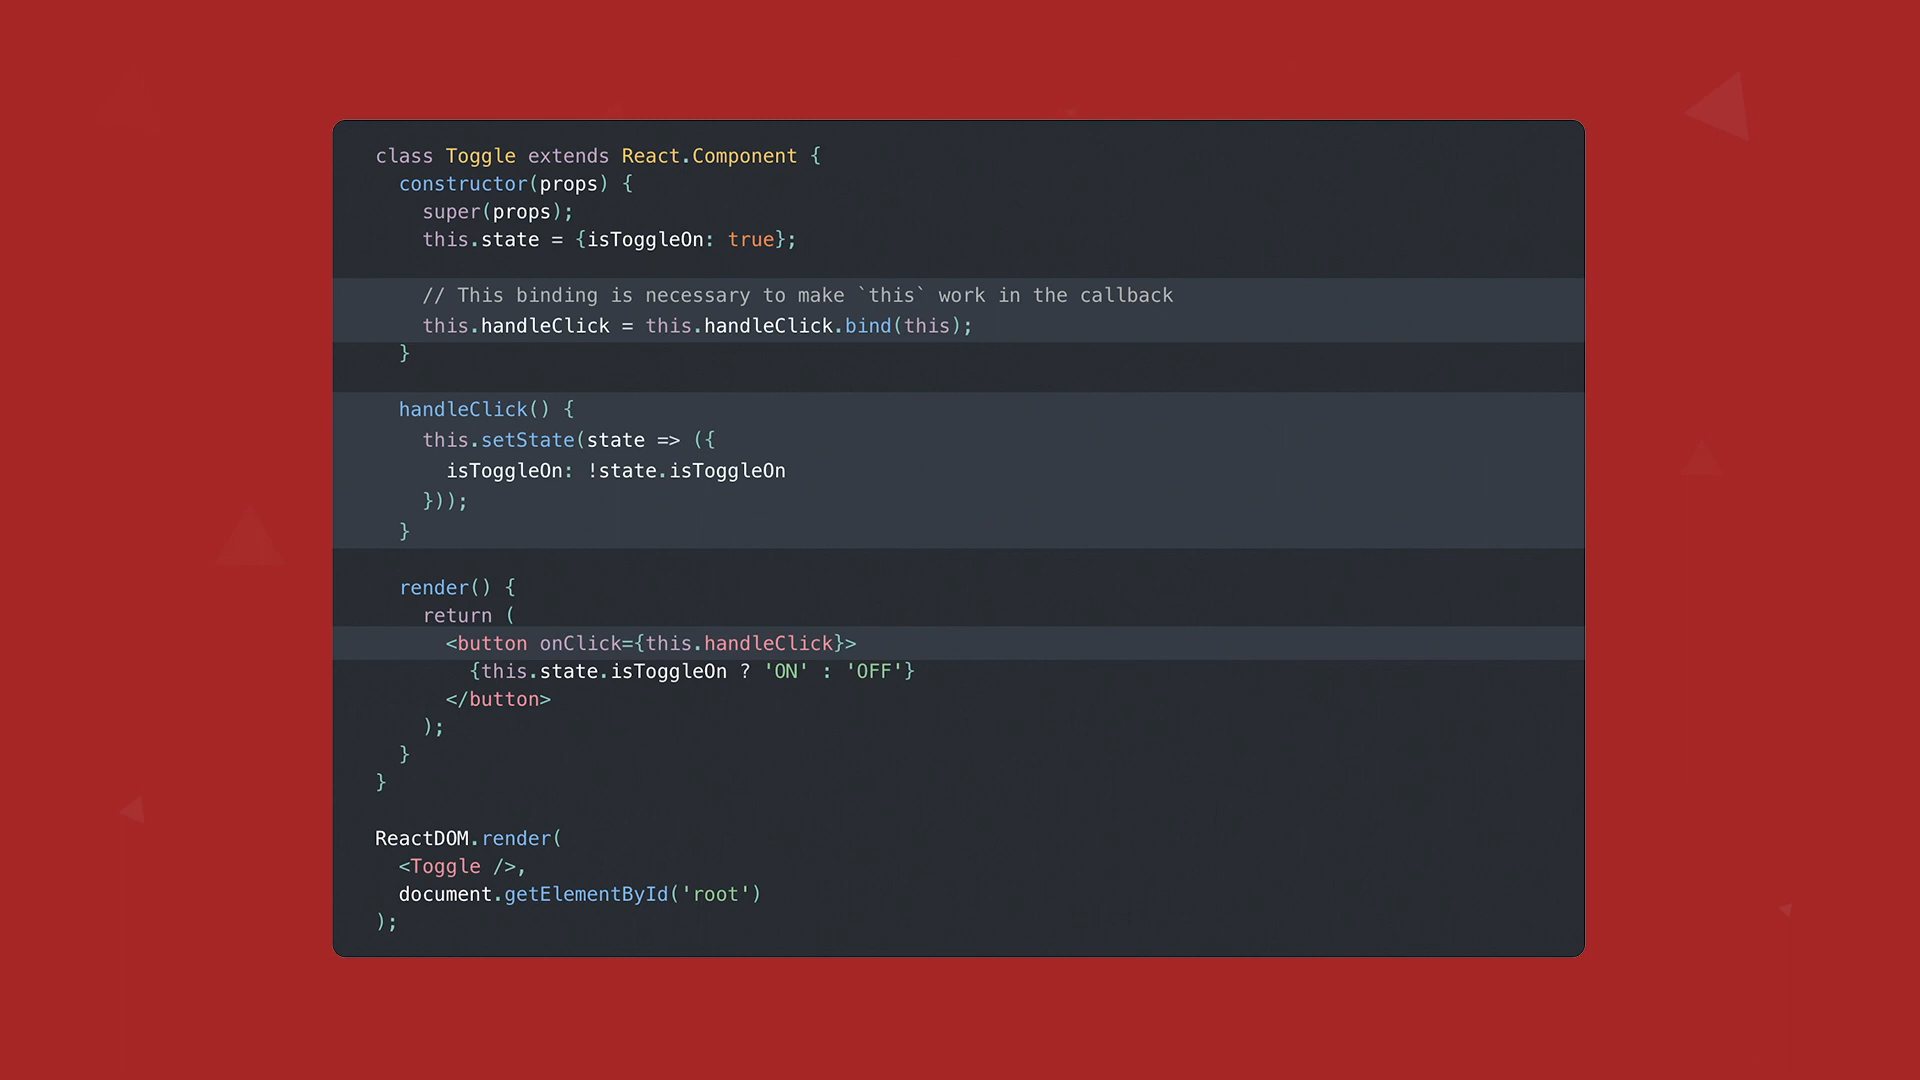 class Toggle extends React.Component {
  constructor(props) {
    super(props);
    this.state = {isToggleOn: true};

    // This binding is necessary to make `this` work in the callback
    this.handleClick = this.handleClick.bind(this);
  }

  handleClick() {
    this.setState(state => ({
      isToggleOn: !state.isToggleOn
    }));
  }

  render() {
    return (
      <button onClick={this.handleClick}>
        {this.state.isToggleOn ? 'ON' : 'OFF'}
      </button>
    );
  }
}

ReactDOM.render(
  <Toggle />,
  document.getElementById('root')
);